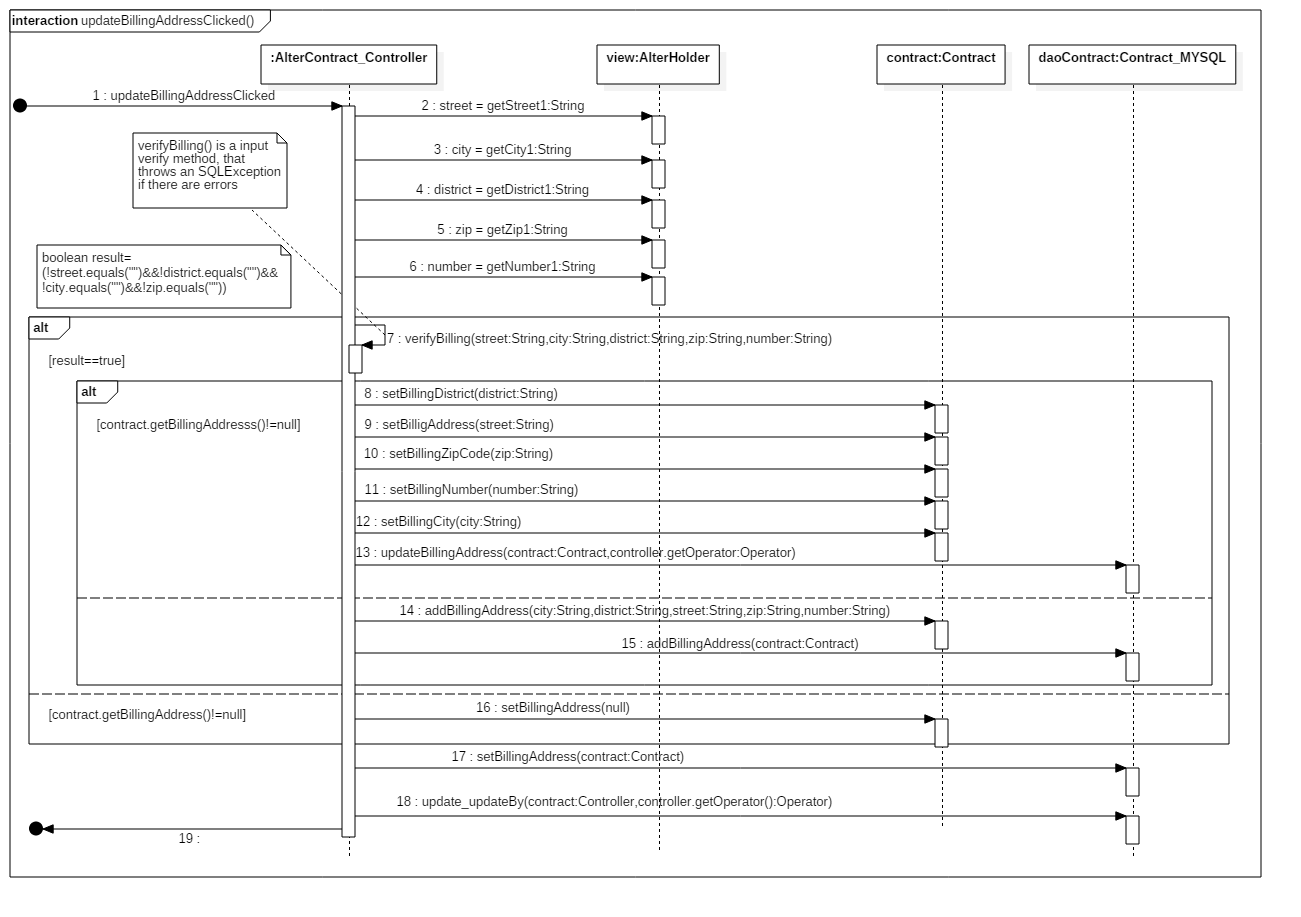 interaction updateBillingAddressClicked()
:AlterContract_Controller
view:AlterHolder
contract:Contract
daoContract:Contract_MYSQL
1 : updateBillingAddressClicked
2 : street = getStreet1:String
verifyBilling() is a input
verify method, that
throws an SQLException
if there are errors
3 : city = getCity1:String
4 : district = getDistrict1:String
5 : zip = getZip1:String
6 : number = getNumber1:String
boolean result=
(!street.equals("")&&!district.equals("")&&
!city.equals("")&&!zip.equals(""))
alt
7 : verifyBilling(street:String,city:String,district:String,zip:String,number:String)
[result==true]
alt
8 : setBillingDistrict(district:String)
[contract.getBillingAddresss()!=null]
9 : setBilligAddress(street:String)
10 : setBillingZipCode(zip:String)
11 : setBillingNumber(number:String)
12 : setBillingCity(city:String)
13 : updateBillingAddress(contract:Contract,controller.getOperator:Operator)
14 : addBillingAddress(city:String,district:String,street:String,zip:String,number:String)
15 : addBillingAddress(contract:Contract)
16 : setBillingAddress(null)
[contract.getBillingAddress()!=null]
17 : setBillingAddress(contract:Contract)
18 : update_updateBy(contract:Controller,controller.getOperator():Operator)
19 :